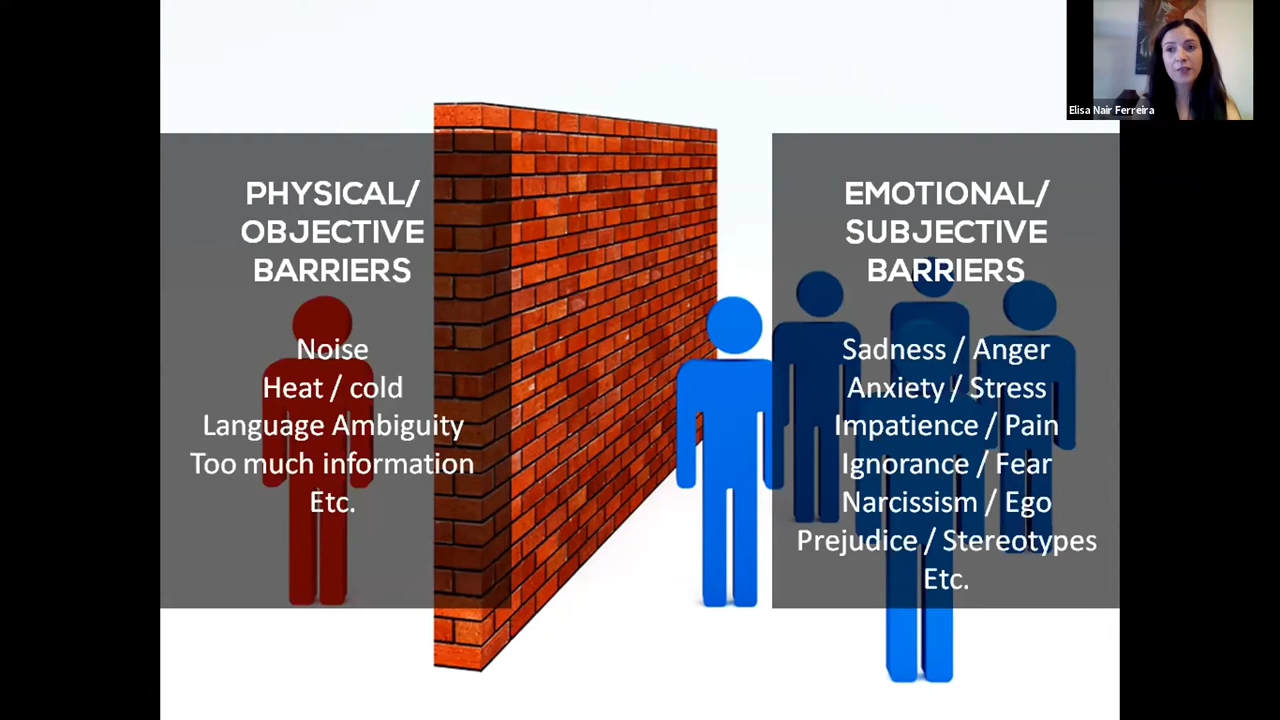 Elisa Nair Ferreira
PHYSICAL/
OBJECTIVE
BARRIERS
Noise
Heat / cold
Language Ambiguity
Too much information
Etc.
EMOTIONAL/
SUBJECTIVE
BARRIERS
Sadness / Anger
Anxiety / Stress
Impatience / Pain
Ignorance / Fear
Narcissism / Ego
Prejudice / Stereotypes
Etc.